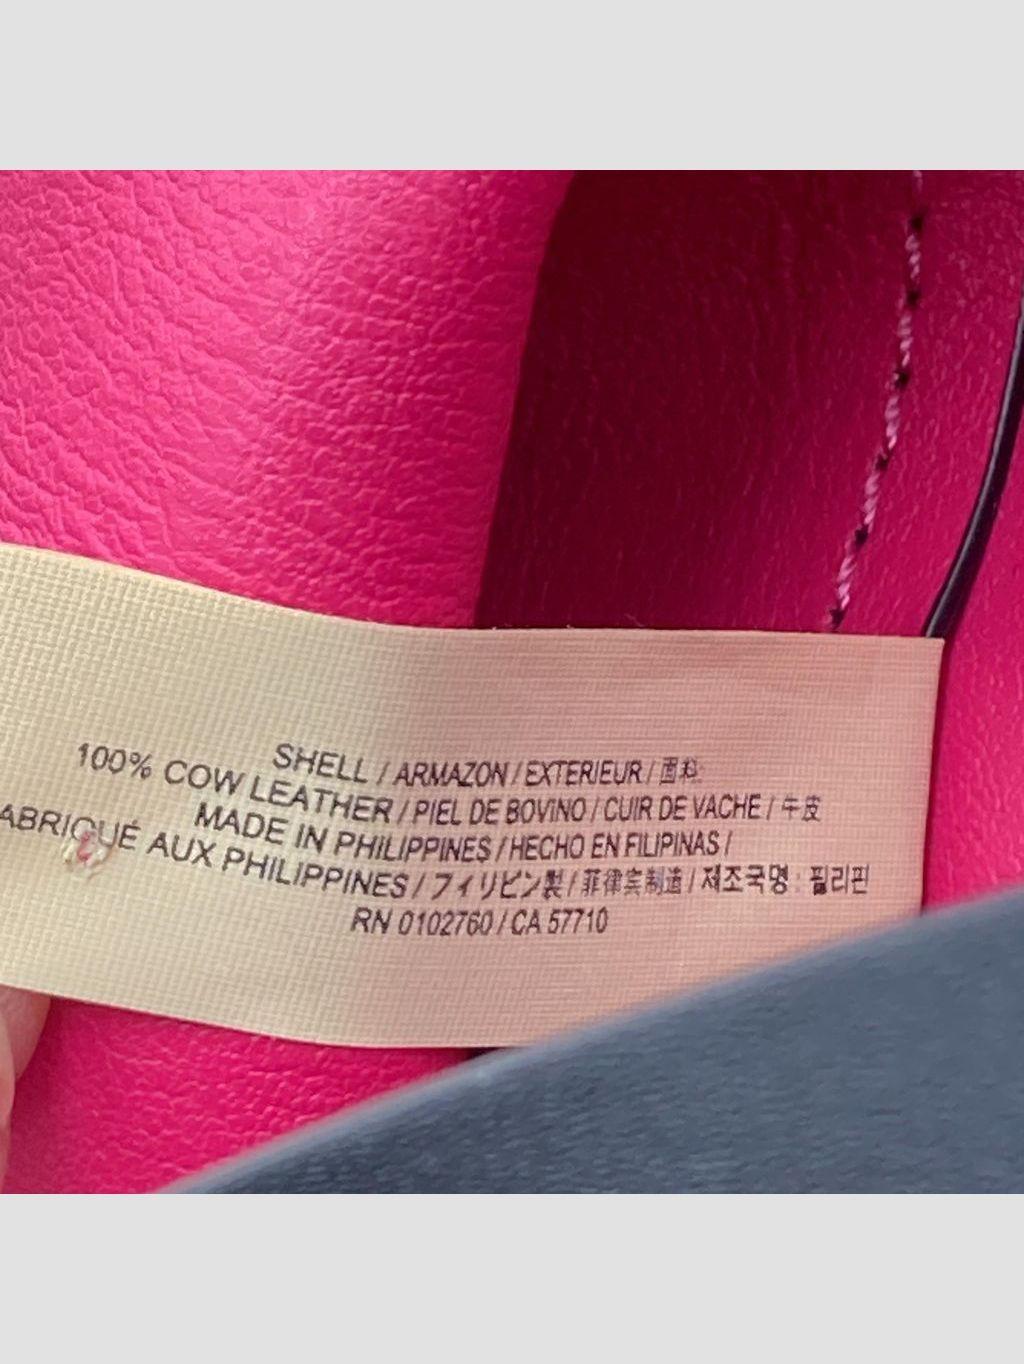 SHELL / ARMAZON / EXTERIEUR / 面料
100% COW LEATHER / PIEL DE BOVINO / CUIR DE VACHE / 牛皮
MADE IN PHILIPPINES / HECHO EN FILIPINAS /
ABRIQUÉ AUX PHILIPPINES / フィリピン製 / 菲律宾制造 / 제조국명 : 필리핀
RN 0102760 / CA 57710